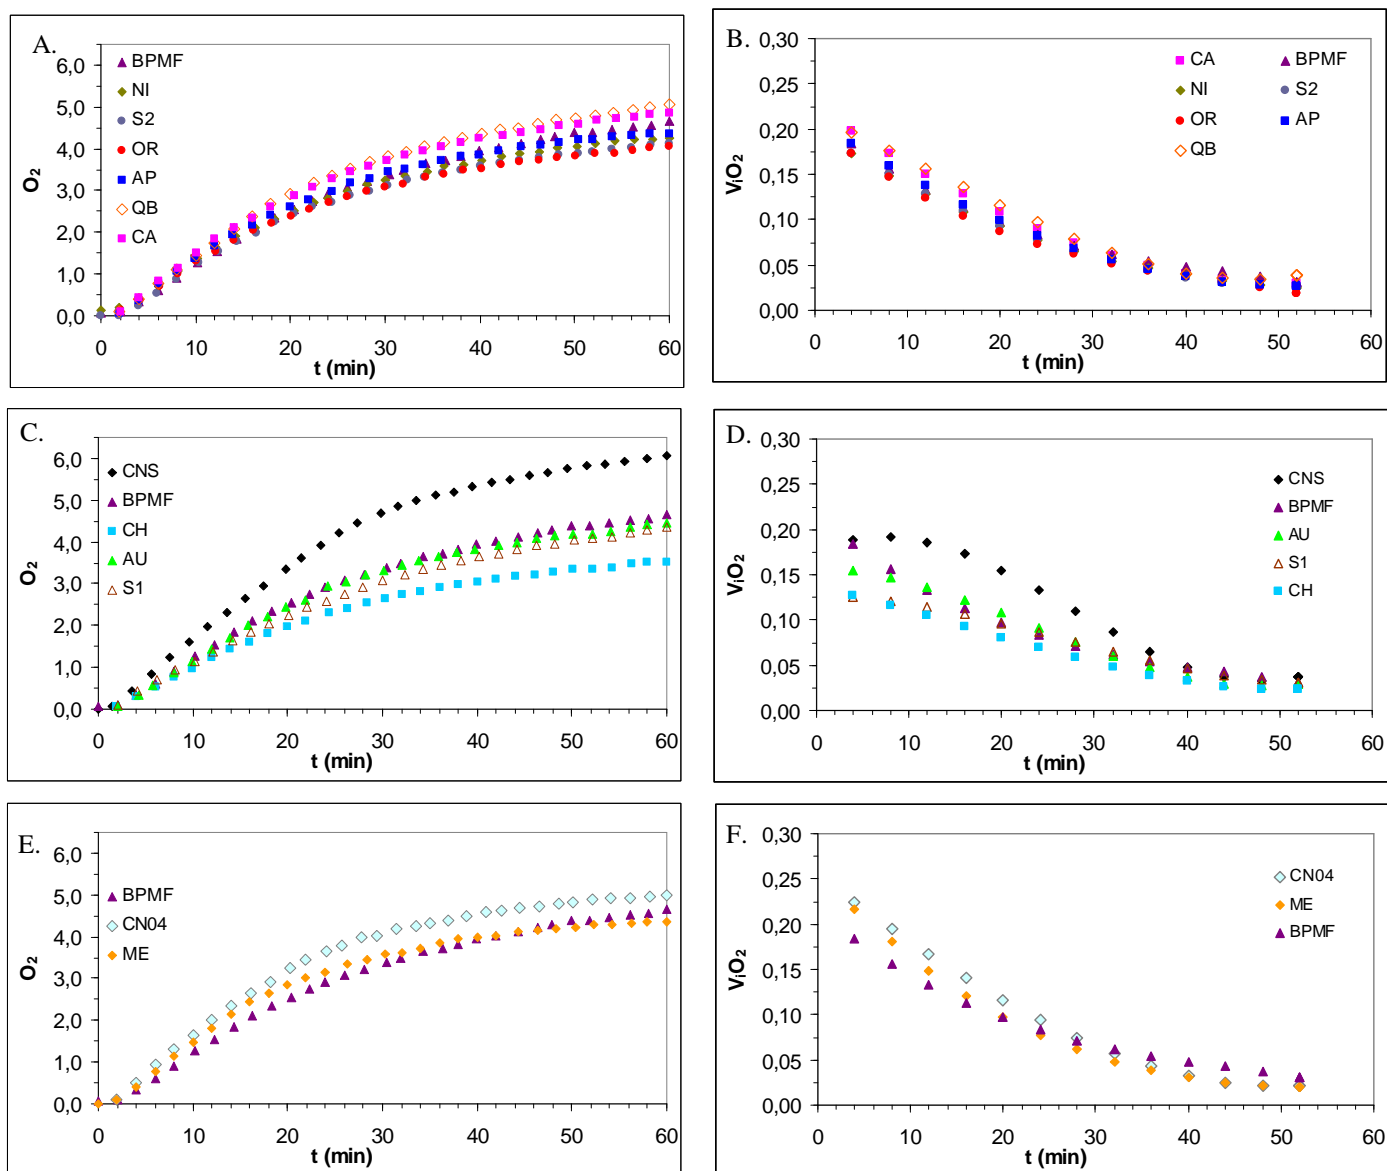 A.
BPMF
NI
S2
OR
AP
QB
CA
O₂
6,0
5,0
4,0
3,0
2,0
1,0
0,0
0 10 20 30 40 50 60
t (min)
B.
CA BPMF
NI S2
OR AP
QB
VᵢO₂
0,30
0,25
0,20
0,15
0,10
0,05
0,00
0 10 20 30 40 50 60
t (min)
C.
CNS
BPMF
CH
AU
S1
O₂
6,0
5,0
4,0
3,0
2,0
1,0
0,0
0 10 20 30 40 50 60
t (min)
D.
CNS
BPMF
AU
S1
CH
VᵢO₂
0,30
0,25
0,20
0,15
0,10
0,05
0,00
0 10 20 30 40 50 60
t (min)
E.
BPMF
CN04
ME
O₂
6,0
5,0
4,0
3,0
2,0
1,0
0,0
0 10 20 30 40 50 60
t (min)
F.
CN04
ME
BPMF
VᵢO₂
0,30
0,25
0,20
0,15
0,10
0,05
0,00
0 10 20 30 40 50 60
t (min)